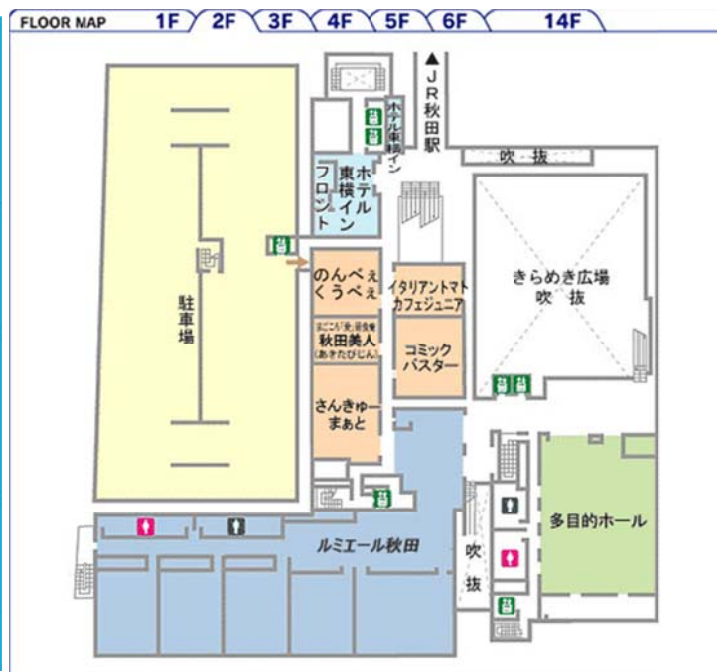 FLOOR MAP
1F
2F
3F
4F
5F
6F
14F
▲
JR秋田駅
ホテル東横イン
吹抜
ホテル
東横イン
フロント
きらめき広場
吹抜
のんべぇ
くうべぇ
イタリアントマト
カフェジュニア
駐車場
秋田美人
(あきたびじん)
コミック
バスター
さんきゅー
まぁと
多目的ホール
ルミエール秋田
吹抜